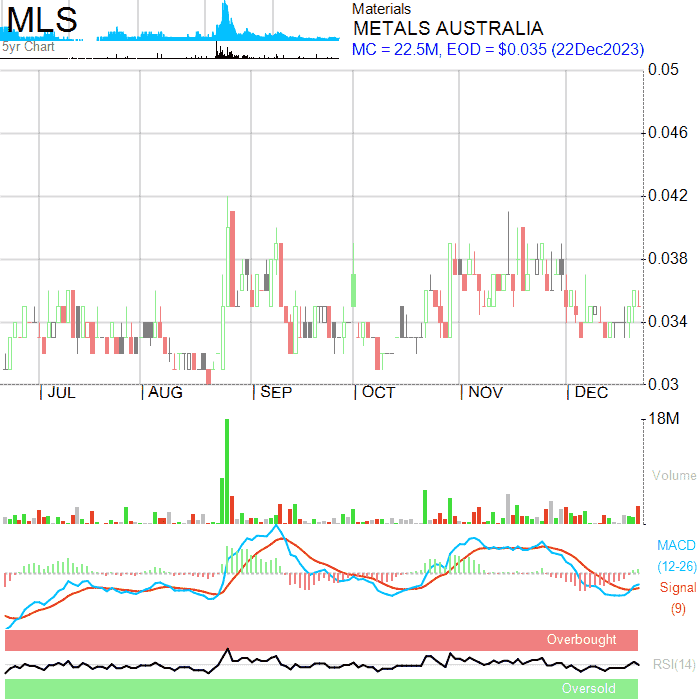 MLS
5yr Chart
Materials
METALS AUSTRALIA
MC = 22.5M, EOD = $0.035 (22Dec2023)
0.05
0.046
0.042
0.038
0.034
0.03
| JUL | AUG | SEP | OCT | NOV | DEC
18M
Volume
MACD
(12-26)
Signal
(9)
Overbought
RSI(14)
Oversold